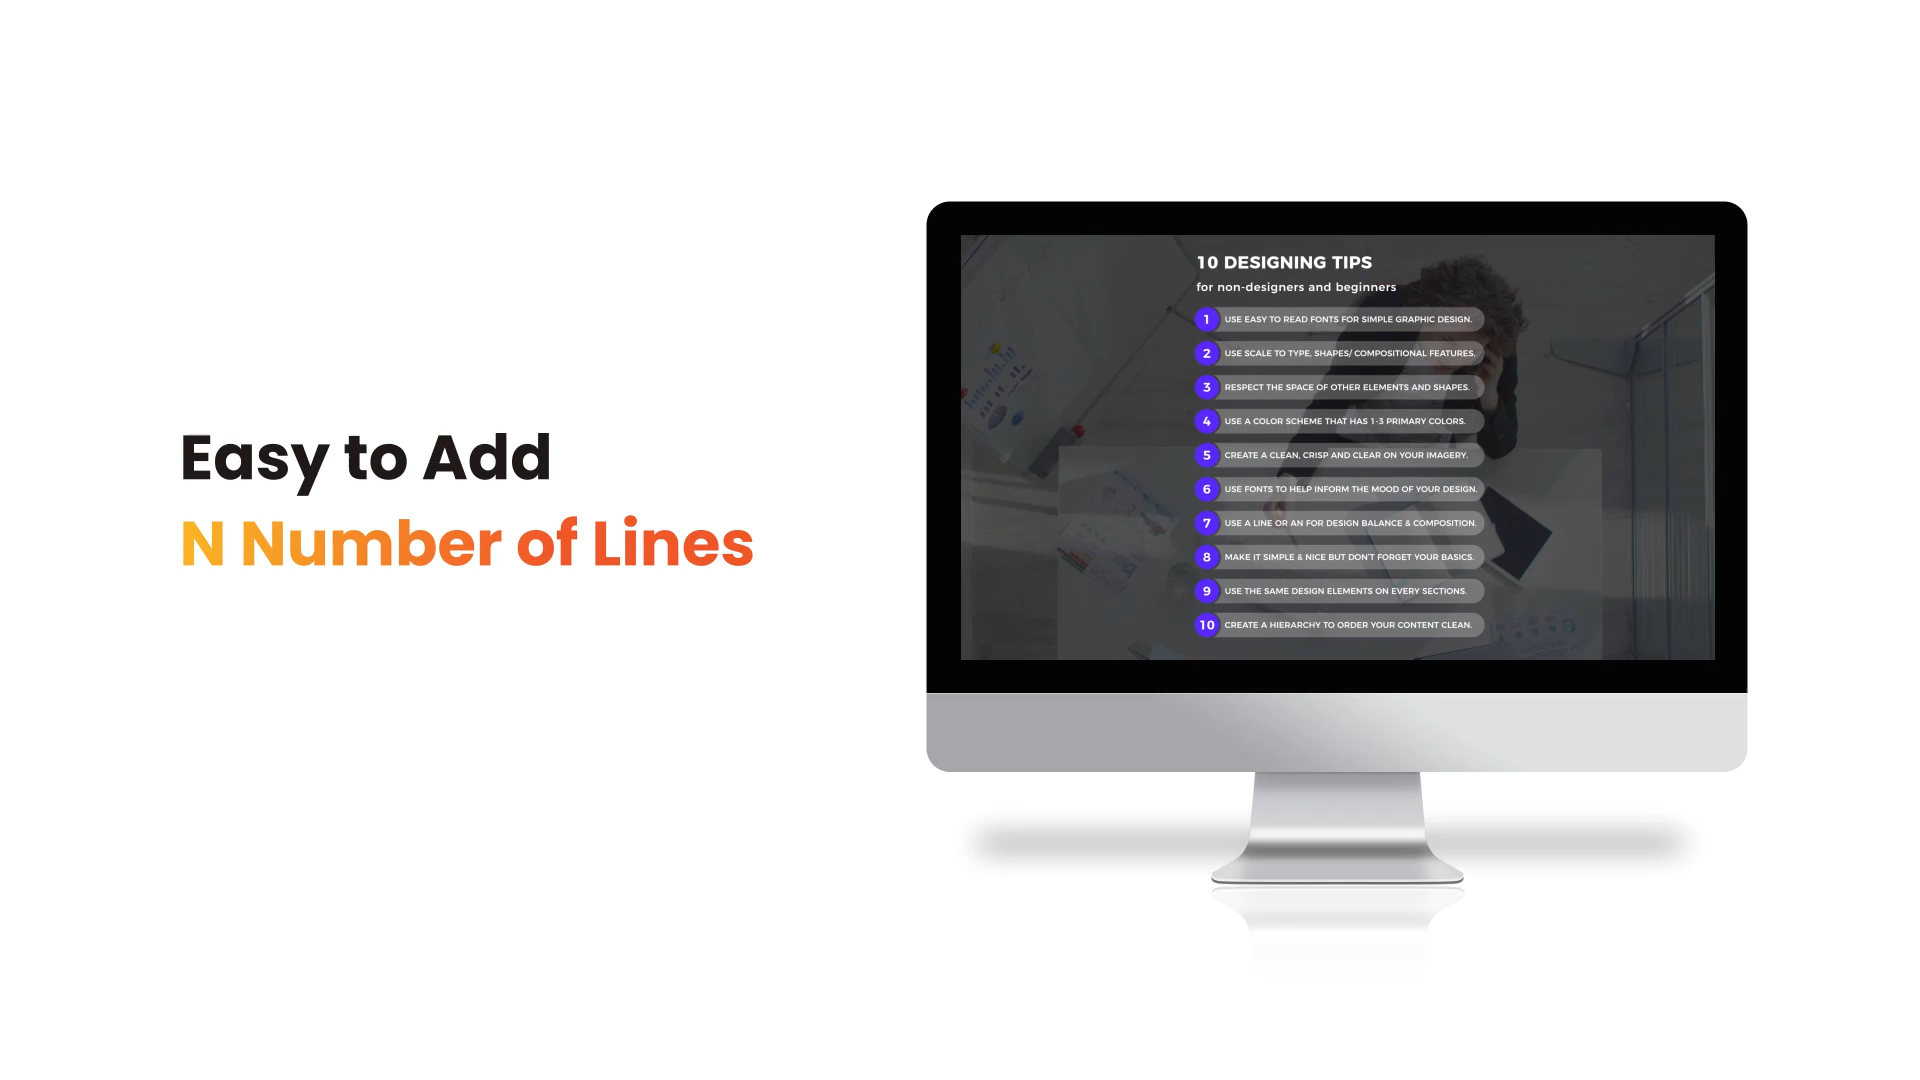 Easy to Add
N Number of Lines
10 DESIGNING TIPS
for non-designers and beginners
1 USE EASY TO READ FONTS FOR SIMPLE GRAPHIC DESIGN.
2 USE SCALE TO TYPE, SHAPES/ COMPOSITIONAL FEATURES.
3 RESPECT THE SPACE OF OTHER ELEMENTS AND SHAPES.
4 USE A COLOR SCHEME THAT HAS 1-3 PRIMARY COLORS.
5 CREATE A CLEAN, CRISP AND CLEAR ON YOUR IMAGERY.
6 USE FONTS TO HELP INFORM THE MOOD OF YOUR DESIGN.
7 USE A LINE OR AN FOR DESIGN BALANCE & COMPOSITION.
8 MAKE IT SIMPLE & NICE BUT DON'T FORGET YOUR BASICS.
9 USE THE SAME DESIGN ELEMENTS ON EVERY SECTIONS.
10 CREATE A HIERARCHY TO ORDER YOUR CONTENT CLEAN.